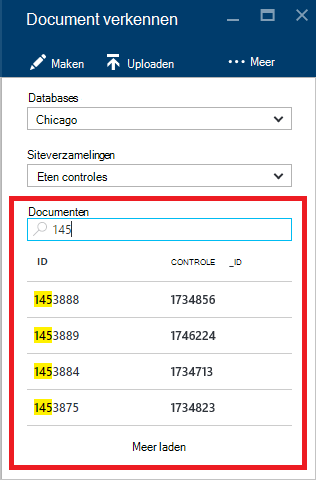 Document verkennen
Maken Uploaden ••• Meer
Databases
Chicago
Siteverzamelingen
Eten controles
Documenten
145
ID CONTROLE _ID
1453888 1734856
1453889 1746224
1453884 1734713
1453875 1734823
Meer laden